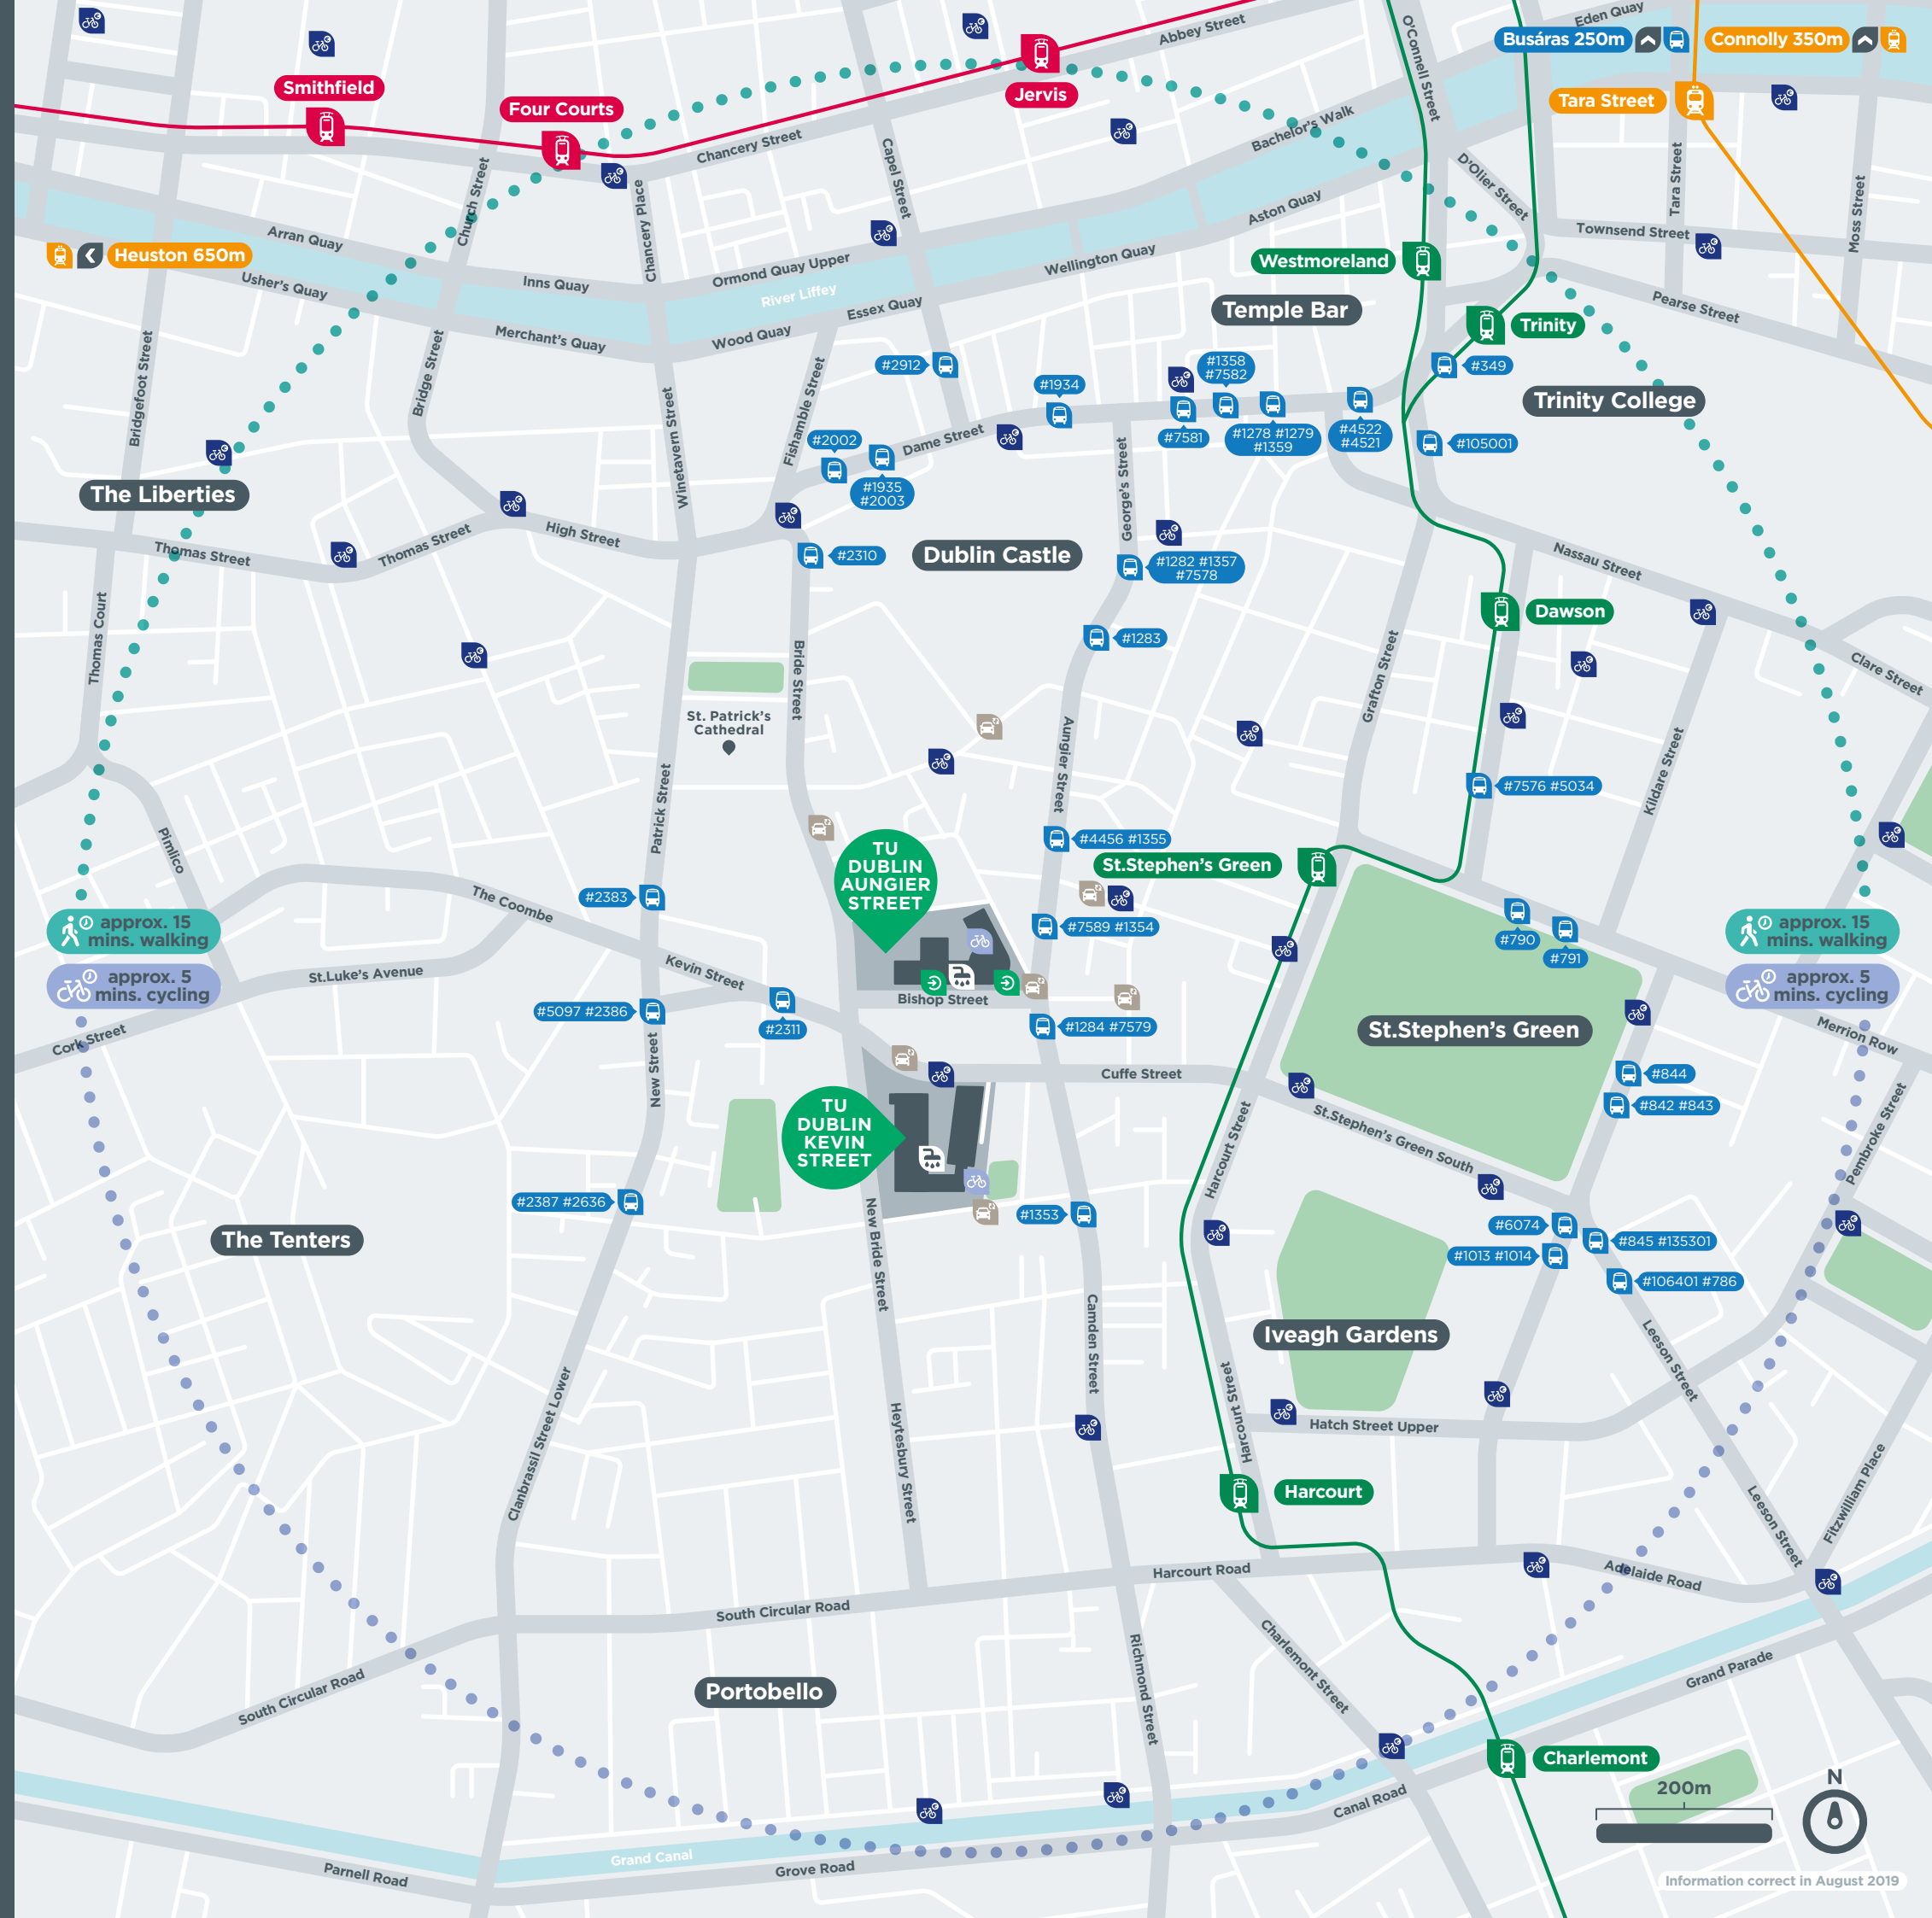 Eden Quay
O'Connell Street
Abbey Street
Busáras 250m
Connolly 350m
Smithfield
Four Courts
Jervis
Tara Street
Bachelor's Walk
Chancery Street
Capel Street
Church Street
Chancery Place
D'Olier Street
Tara Street
Moss Street
Aston Quay
Townsend Street
Arran Quay
Heuston 650m
Usher's Quay
Inns Quay
Ormond Quay Upper
River Liffey
Wellington Quay
Westmoreland
Essex Quay
Temple Bar
Trinity
Pearse Street
Merchant's Quay
Wood Quay
Bridgefoot Street
Bridge Street
Fishamble Street
Winetavern Street
#2912
#1934
#1358
#7582
#349
Trinity College
#7581
#1278 #1279
#1359
#4522
#4521
#105001
#2002
Dame Street
#1935
#2003
George's Street
The Liberties
Thomas Street
Thomas Street
High Street
#2310
Dublin Castle
#1282 #1357
#7578
Nassau Street
Thomas Court
Dawson
#1283
Bride Street
Grafton Street
Clare Street
St. Patrick's
Cathedral
Aungier Street
Kildare Street
Patrick Street
#7576 #5034
Pimlico
TU
DUBLIN
AUNGIER
STREET
#4456 #1355
St.Stephen's Green
The Coombe
#2383
#7589 #1354
#790
#791
approx. 15
mins. walking
approx. 5
mins. cycling
approx. 15
mins. walking
approx. 5
mins. cycling
St.Luke's Avenue
Kevin Street
Bishop Street
#5097 #2386
#2311
#1284 #7579
St.Stephen's Green
Cork Street
Merrion Row
New Street
Cuffe Street
#844
#842 #843
TU
DUBLIN
KEVIN
STREET
Harcourt Street
St.Stephen's Green South
Pembroke Street
#2387 #2636
#1353
The Tenters
New Bride Street
#6074
#845 #135301
#1013 #1014
#106401 #786
Camden Street
Iveagh Gardens
Leeson Street
Clanbrassil Street Lower
Heytesbury Street
Harcourt Street
Hatch Street Upper
Harcourt
Leeson Street
Fitzwilliam Place
Harcourt Road
Adelaide Road
South Circular Road
South Circular Road
Charlemont Street
Richmond Street
Grand Parade
Portobello
Charlemont
Canal Road
200m
N
Grand Canal
Parnell Road
Grove Road
Information correct in August 2019